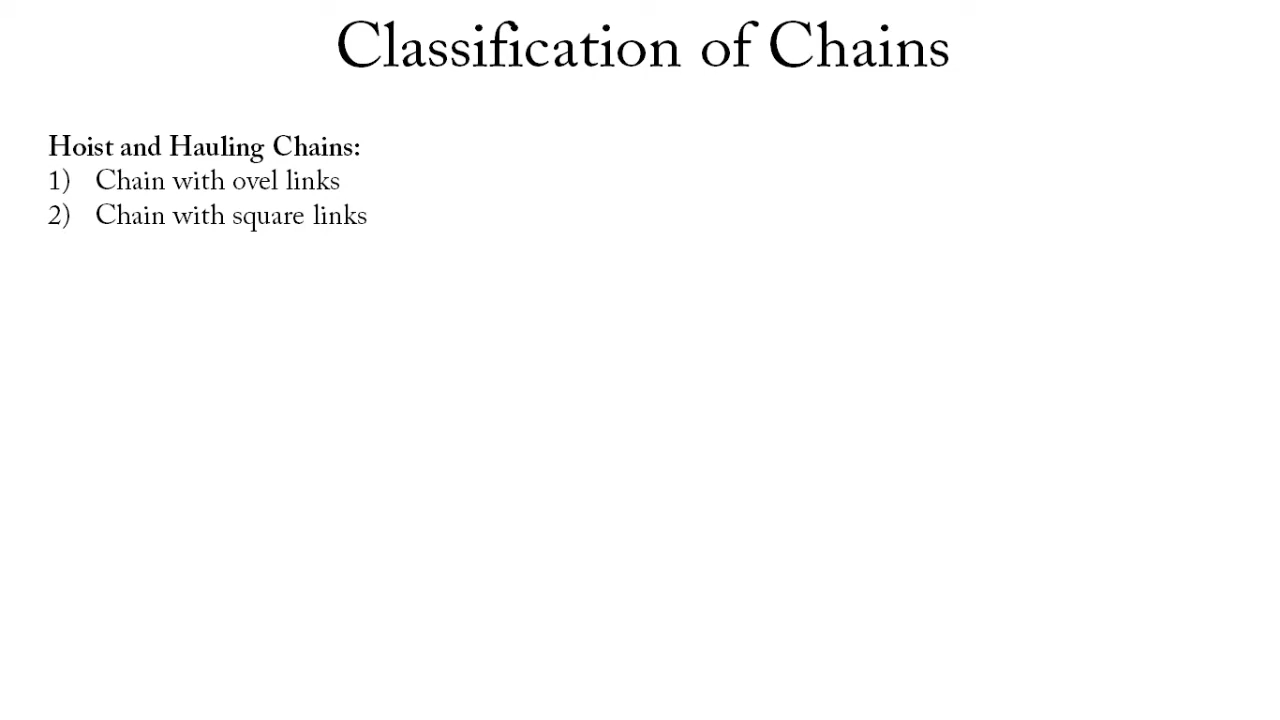 Classification of Chains
Hoist and Hauling Chains:
1) Chain with ovel links
2) Chain with square links